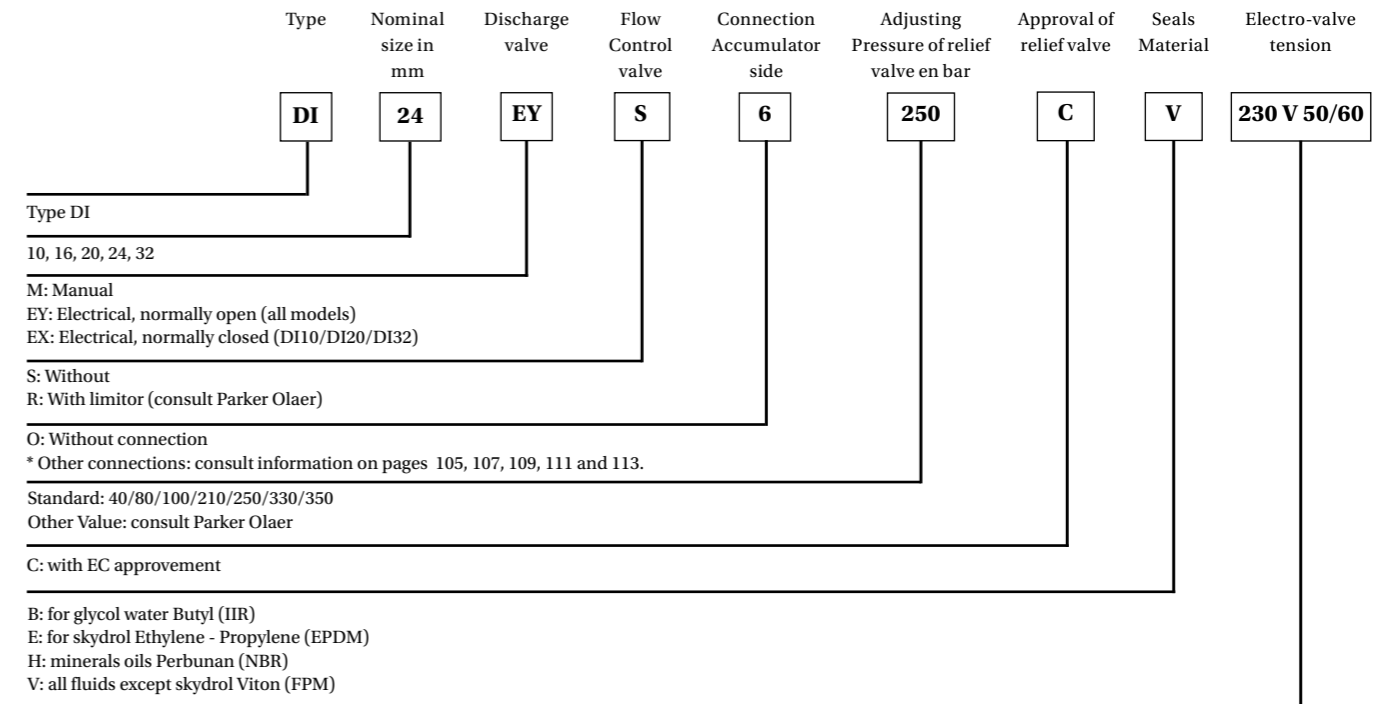 Type
Nominal
size in
mm
Discharge
valve
Flow
Control
valve
Connection
Accumulator
side
Adjusting
Pressure of relief
valve en bar
Approval of
relief valve
Seals
Material
Electro-valve
tension
DI
24
EY
S
6
250
C
V
230 V 50/60
Type DI
10, 16, 20, 24, 32
M: Manual
EY: Electrical, normally open (all models)
EX: Electrical, normally closed (DI10/DI20/DI32)
S: Without
R: With limitor (consult Parker Olaer)
O: Without connection
* Other connections: consult information on pages 105, 107, 109, 111 and 113.
Standard: 40/80/100/210/250/330/350
Other Value: consult Parker Olaer
C: with EC approvement
B: for glycol water Butyl (IIR)
E: for skydrol Ethylene - Propylene (EPDM)
H: minerals oils Perbunan (NBR)
V: all fluids except skydrol Viton (FPM)